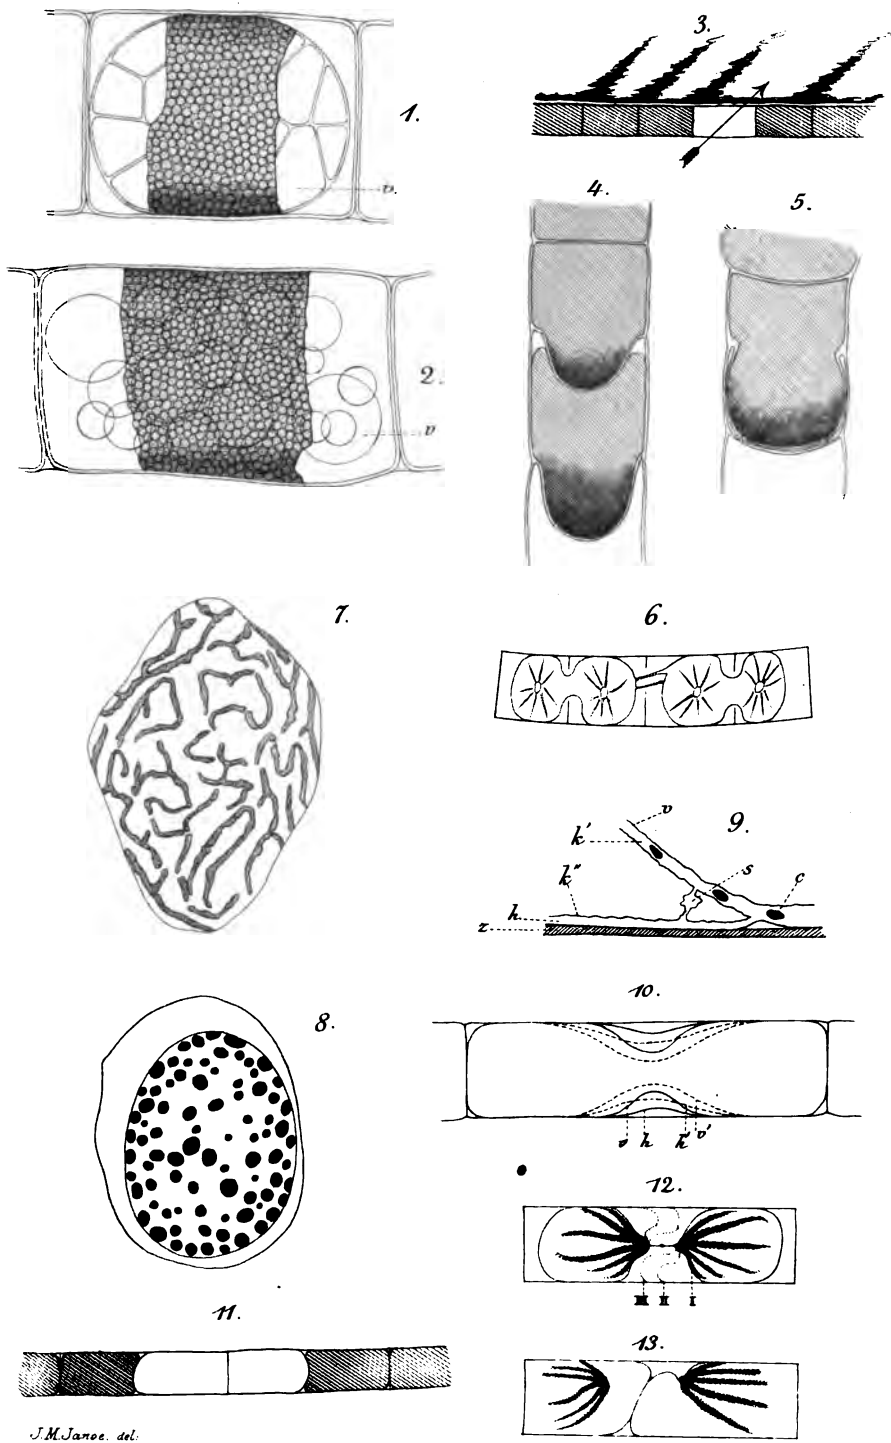 1.
v.
2.
v
3.
4.
5.
6.
7.
v
9.
k'
s
k"
c
h
z
8.
10.
v h h' v'
12.
III II I
11.
13.
J.M.Janse. del: